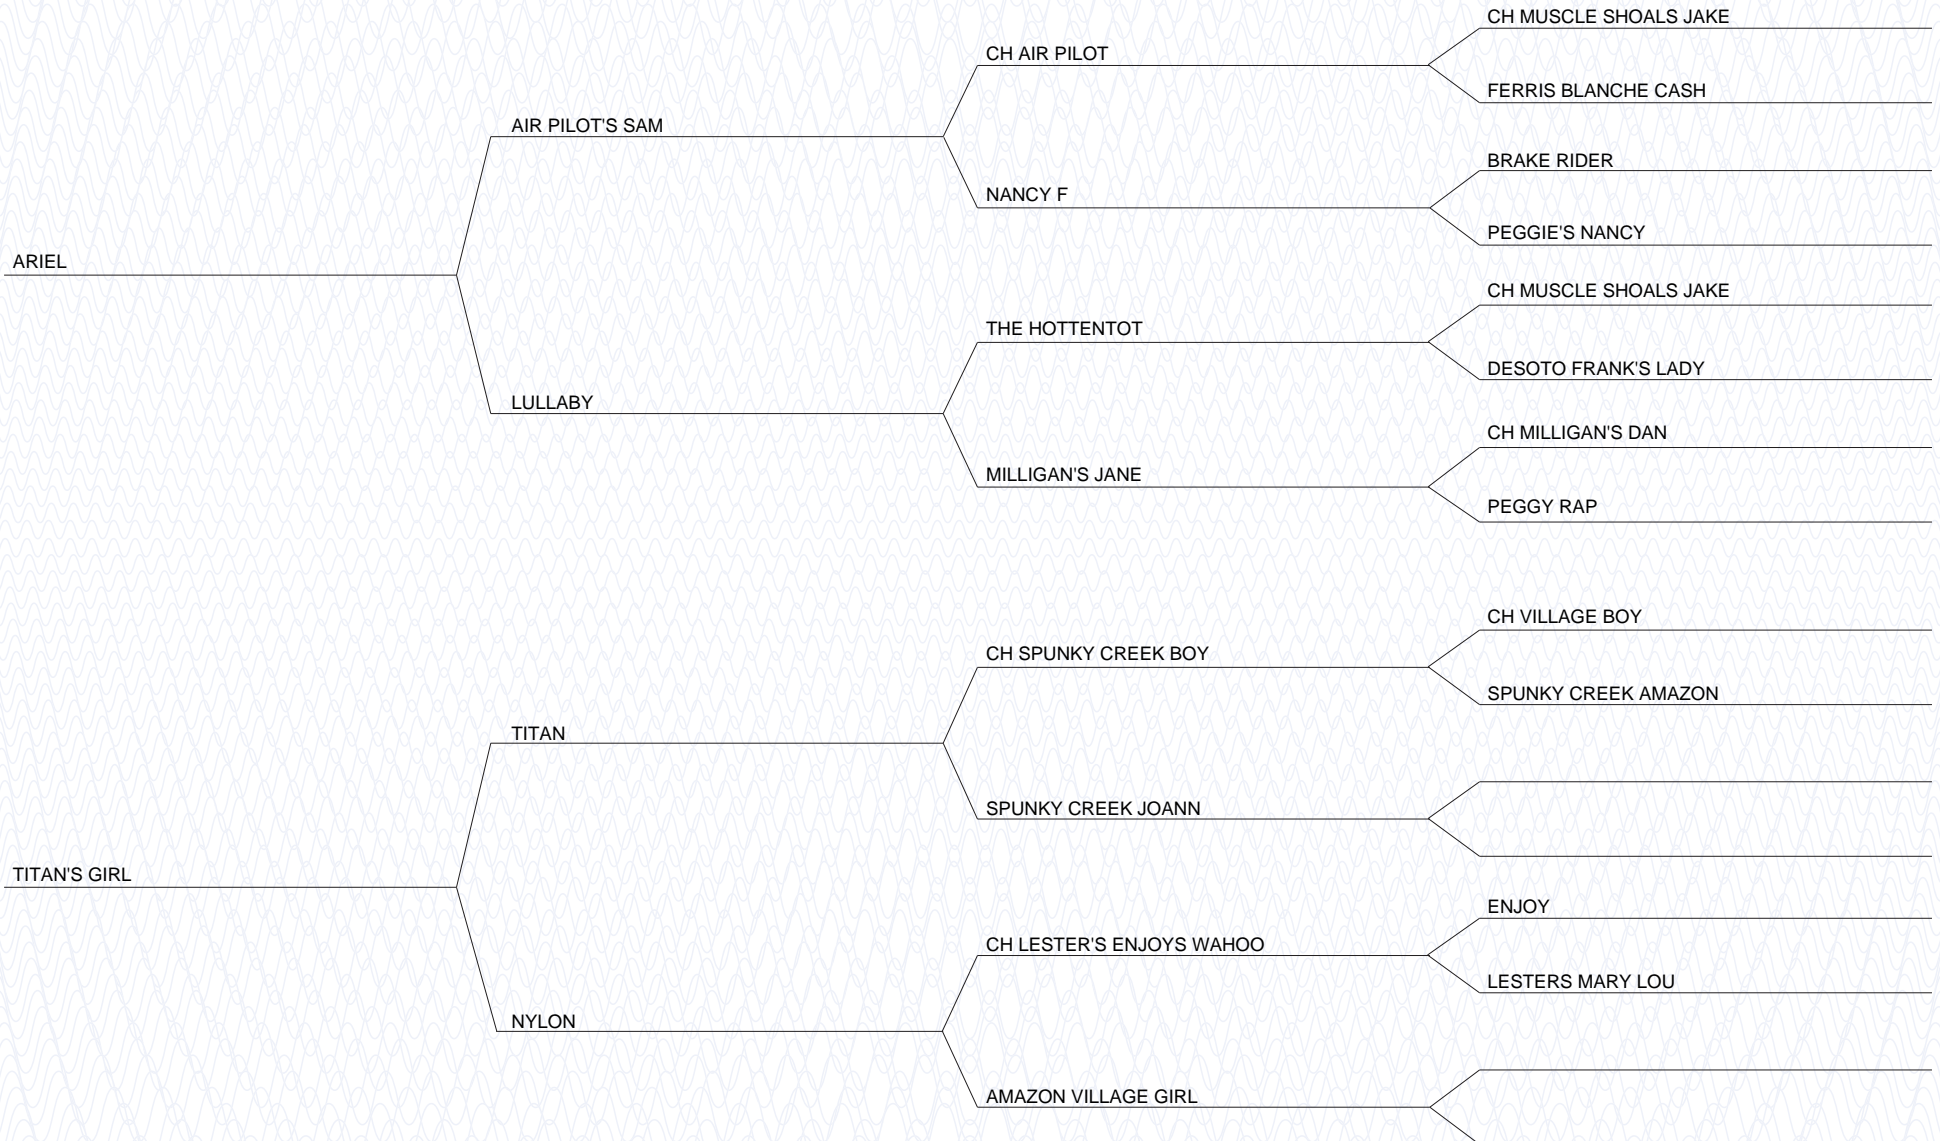 CH MUSCLE SHOALS JAKE
CH AIR PILOT
FERRIS BLANCHE CASH
AIR PILOT'S SAM
BRAKE RIDER
NANCY F
PEGGIE'S NANCY
ARIEL
CH MUSCLE SHOALS JAKE
THE HOTTENTOT
DESOTO FRANK'S LADY
LULLABY
CH MILLIGAN'S DAN
MILLIGAN'S JANE
PEGGY RAP
CH VILLAGE BOY
CH SPUNKY CREEK BOY
SPUNKY CREEK AMAZON
TITAN
SPUNKY CREEK JOANN
TITAN'S GIRL
ENJOY
CH LESTER'S ENJOYS WAHOO
LESTERS MARY LOU
NYLON
AMAZON VILLAGE GIRL